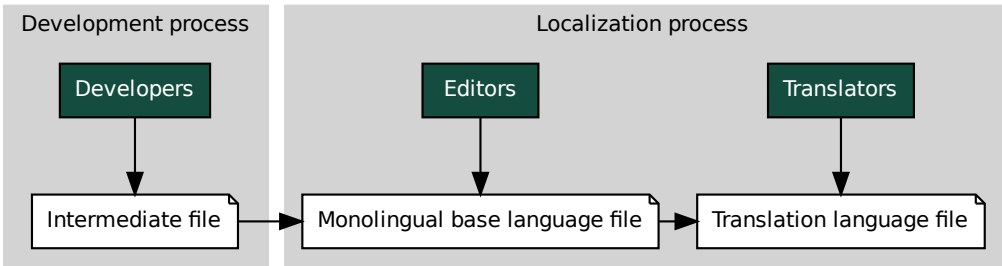 Development process
Localization process
Developers
Editors
Translators
Intermediate file
Monolingual base language file
Translation language file